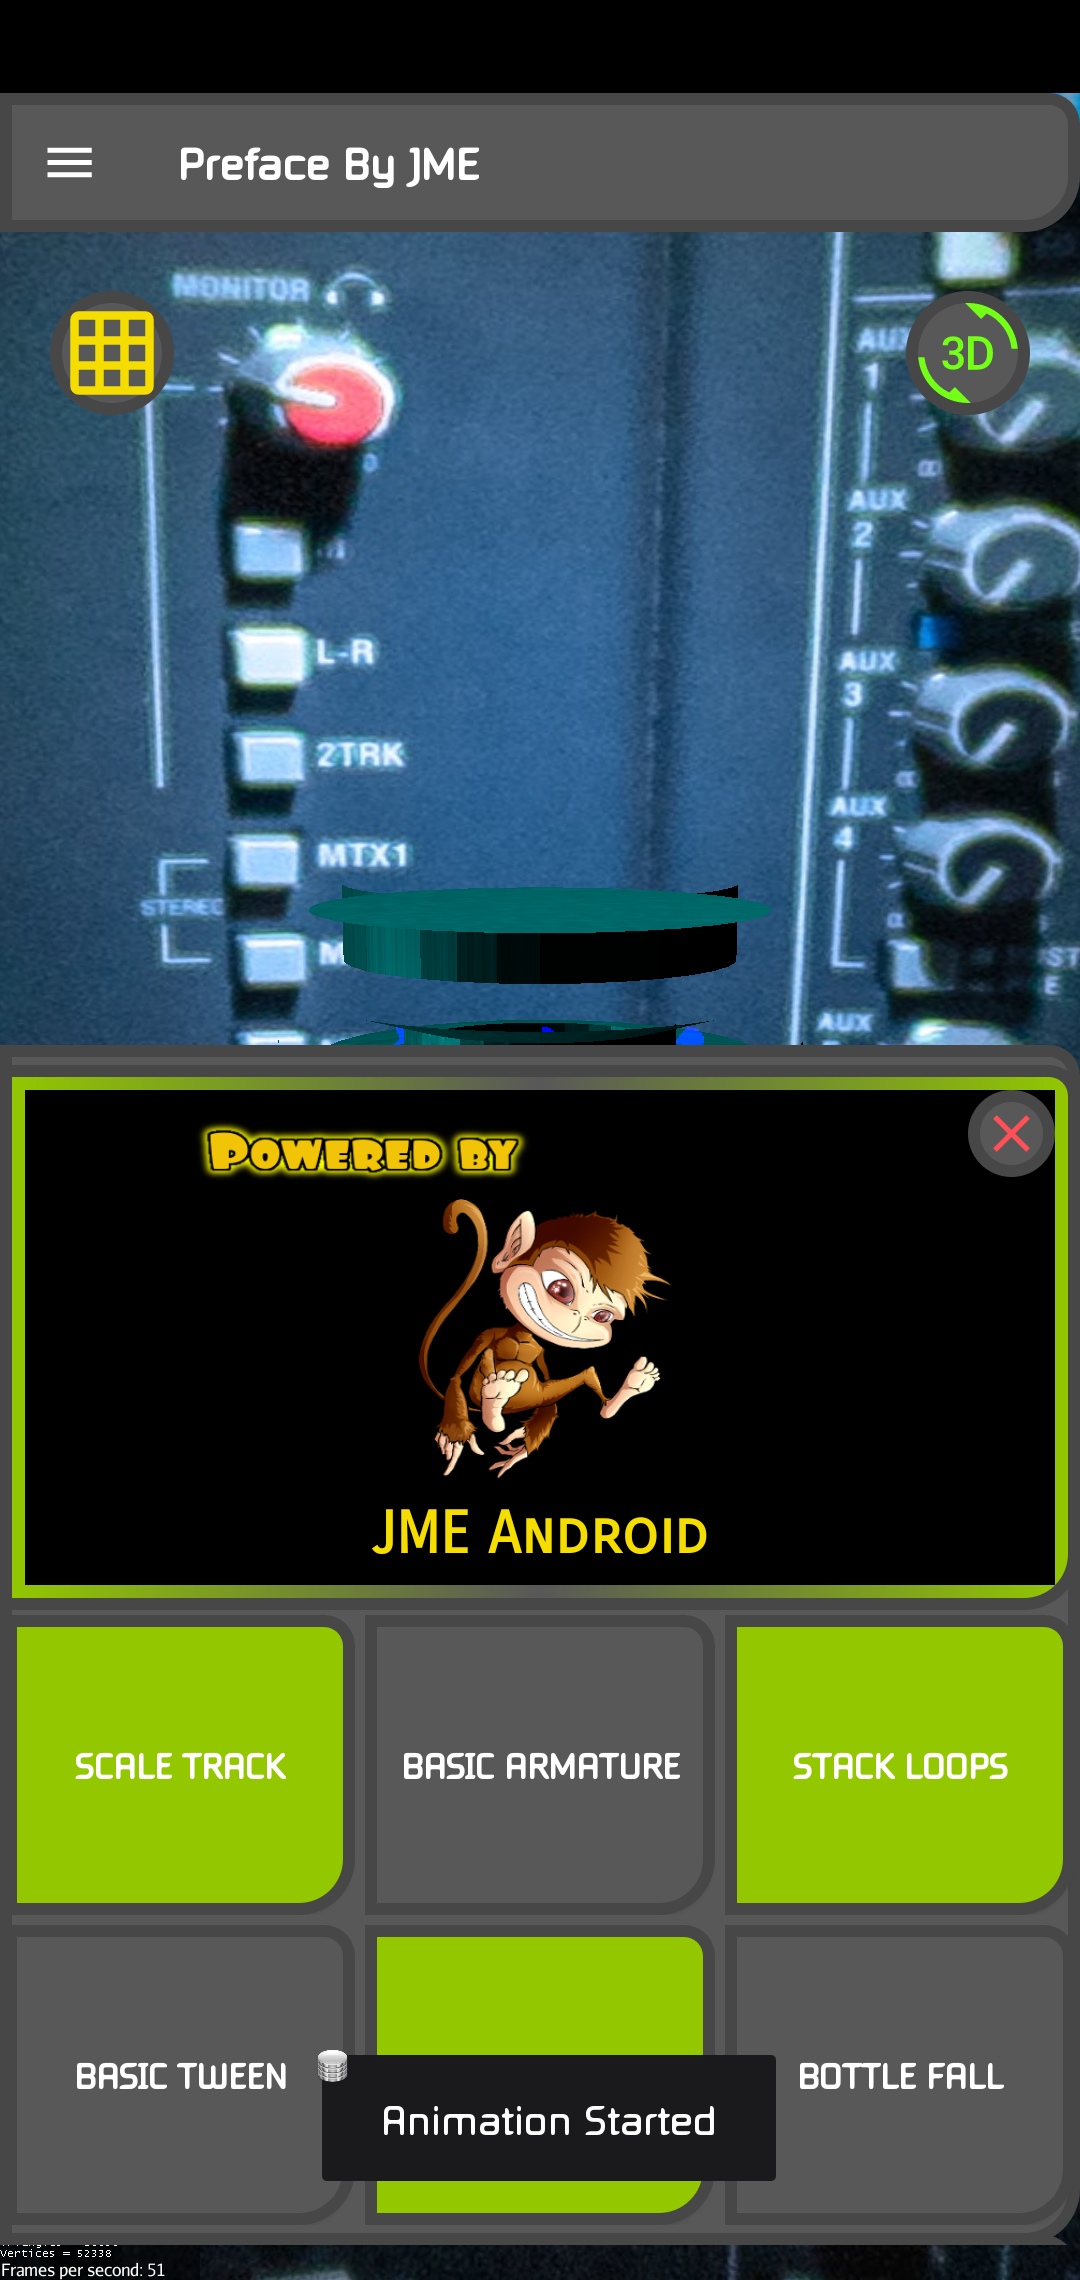 Preface By JME
MONITOR
3D
AUX
1
AUX
2
L-R
AUX
3
2TRK
AUX
4
MTX1
STEREO
AUX
POWERED BY
JME ANDROID
SCALE TRACK
BASIC ARMATURE
STACK LOOPS
BASIC TWEEN
BOTTLE FALL
Animation Started
Vertices = 52338
Frames per second: 51